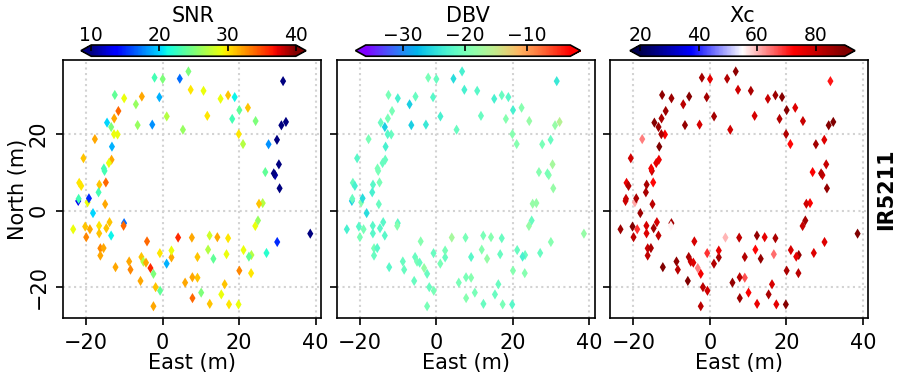 SNR DBV Xc
10 20 30 40 −30 −20 −10 20 40 60 80
North (m)
20
0
−20
IR5211
−20 0 20 40 −20 0 20 40 −20 0 20 40
East (m) East (m) East (m)